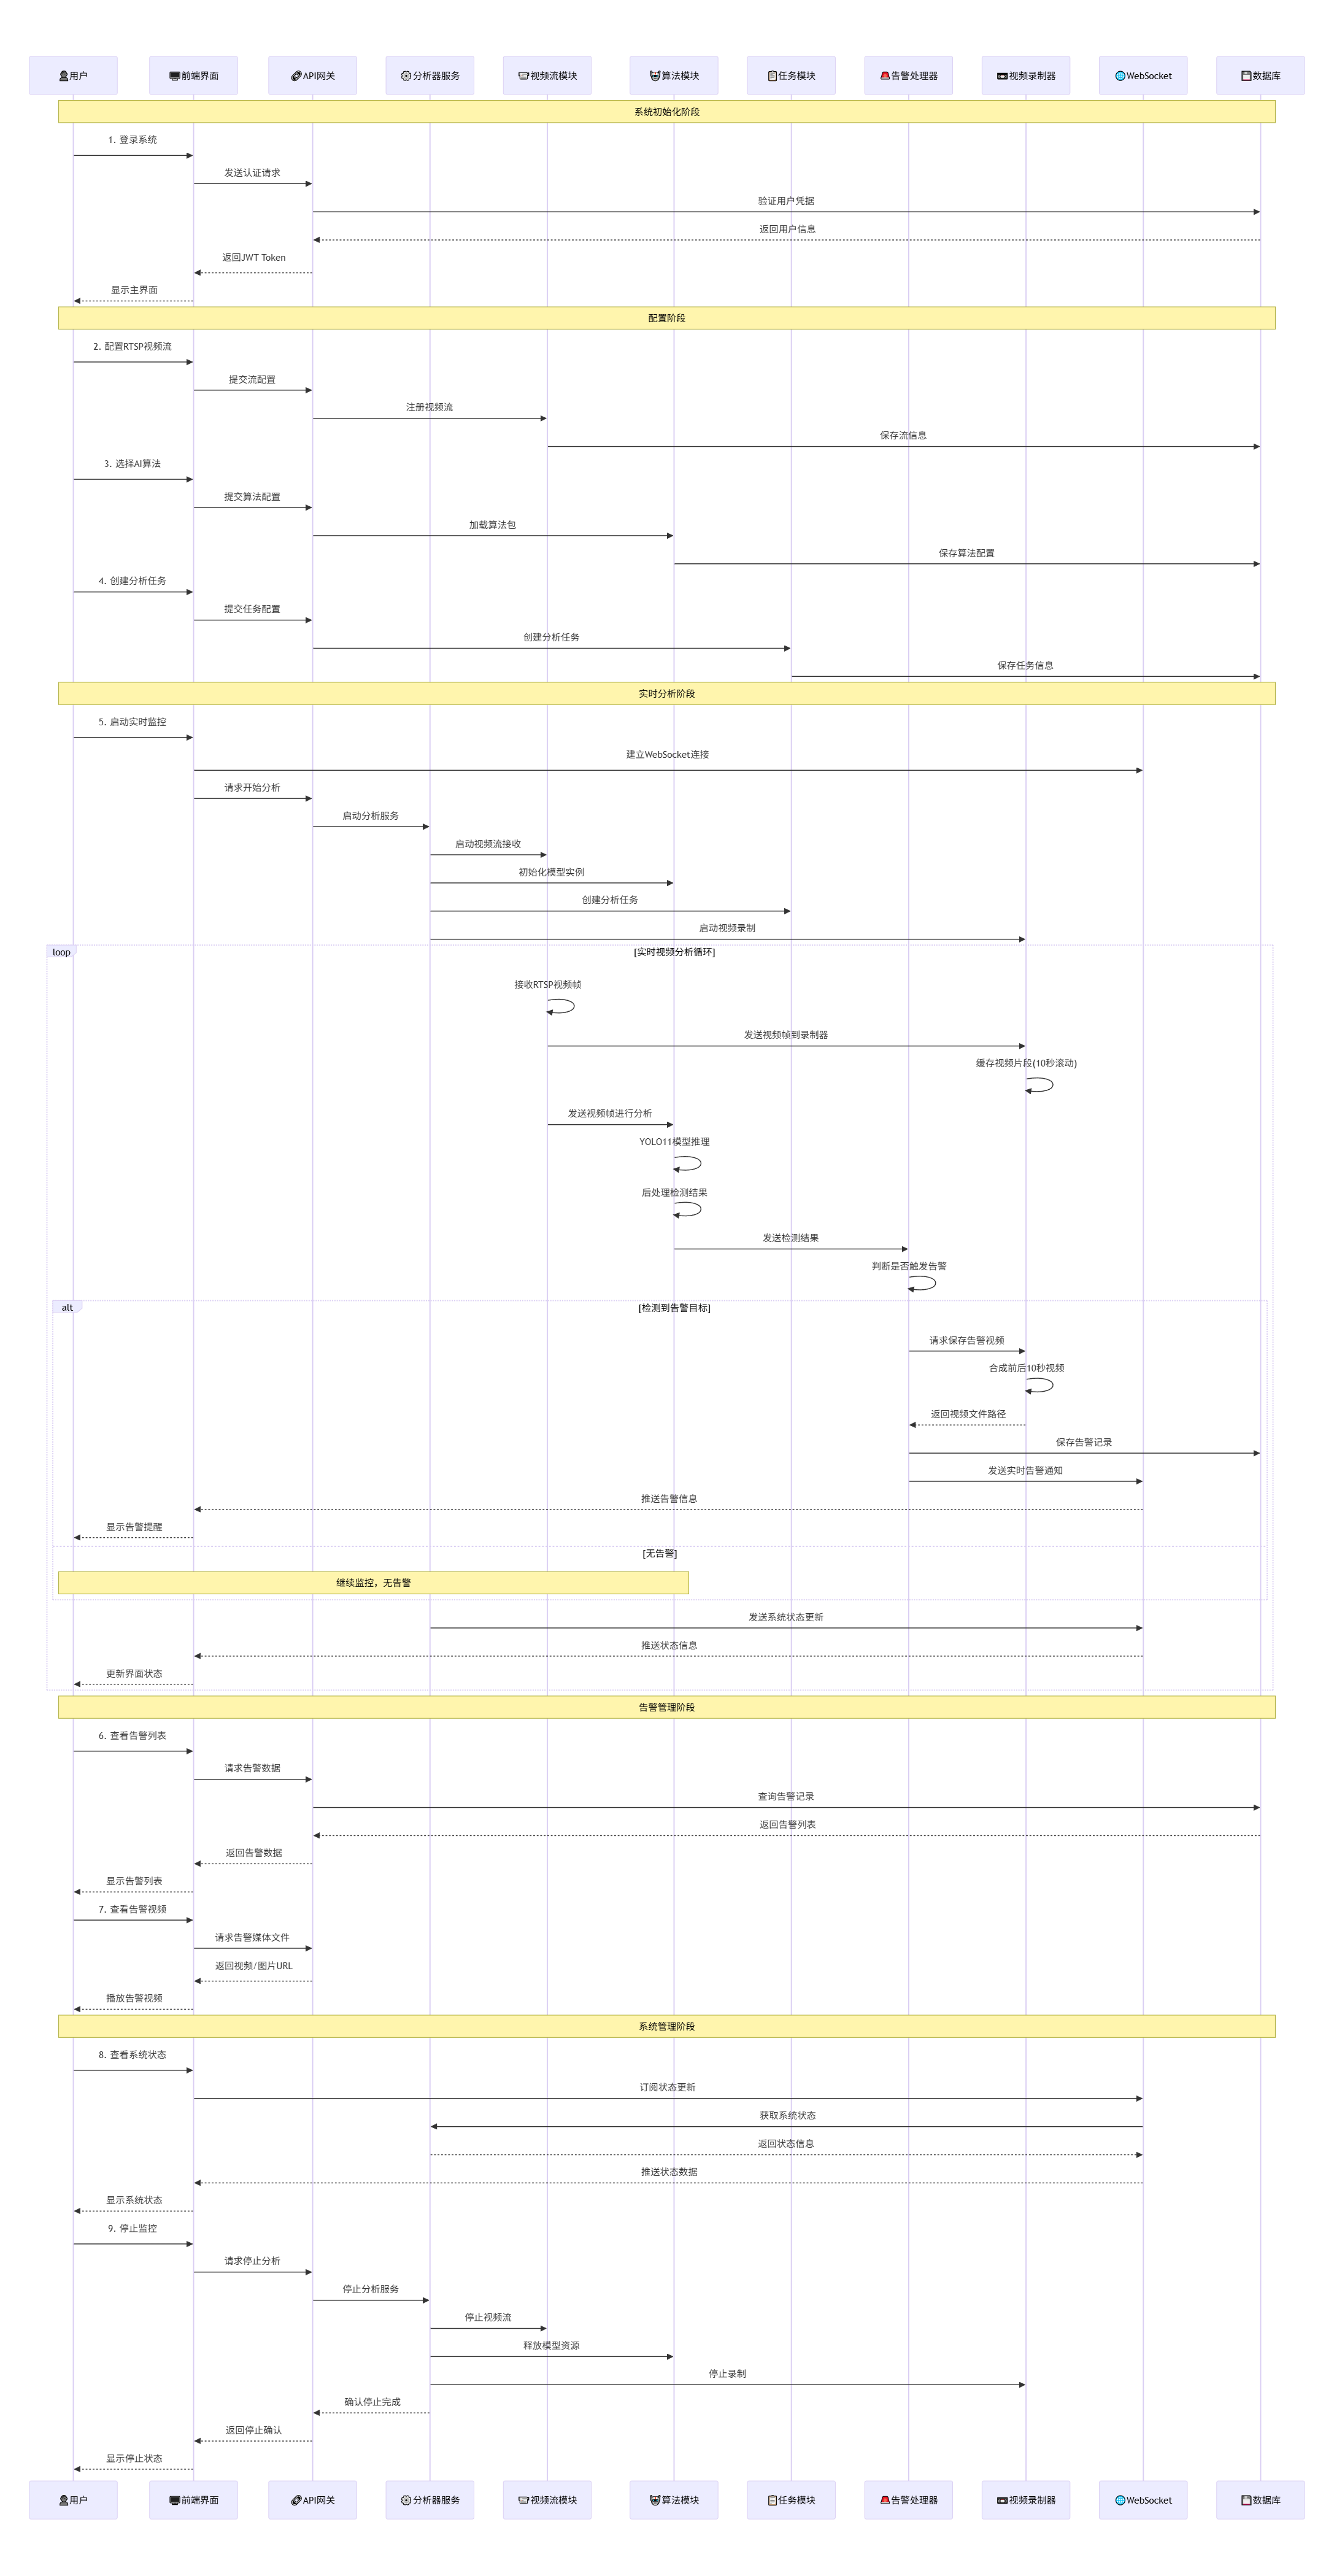 用户
前端界面
API网关
分析器服务
视频流模块
算法模块
任务模块
告警处理器
视频录制器
WebSocket
数据库
系统初始化阶段
1. 登录系统
发送认证请求
验证用户凭据
返回用户信息
返回JWT Token
显示主界面
配置阶段
2. 配置RTSP视频流
提交流配置
注册视频流
保存流信息
3. 选择AI算法
提交算法配置
加载算法包
保存算法配置
4. 创建分析任务
提交任务配置
创建分析任务
保存任务信息
实时分析阶段
5. 启动实时监控
建立WebSocket连接
请求开始分析
启动分析服务
启动视频流接收
初始化模型实例
创建分析任务
启动视频录制
loop
[实时视频分析循环]
接收RTSP视频帧
发送视频帧到录制器
缓存视频片段(10秒滚动)
发送视频帧进行分析
YOLO11模型推理
后处理检测结果
发送检测结果
判断是否触发告警
alt
[检测到告警目标]
请求保存告警视频
合成前后10秒视频
返回视频文件路径
保存告警记录
发送实时告警通知
推送告警信息
显示告警提醒
[无告警]
继续监控，无告警
发送系统状态更新
推送状态信息
更新界面状态
告警管理阶段
6. 查看告警列表
请求告警数据
查询告警记录
返回告警列表
返回告警数据
显示告警列表
7. 查看告警视频
请求告警媒体文件
返回视频/图片URL
播放告警视频
系统管理阶段
8. 查看系统状态
订阅状态更新
获取系统状态
返回状态信息
推送状态数据
显示系统状态
9. 停止监控
请求停止分析
停止分析服务
停止视频流
释放模型资源
停止录制
确认停止完成
返回停止确认
显示停止状态
用户
前端界面
API网关
分析器服务
视频流模块
算法模块
任务模块
告警处理器
视频录制器
WebSocket
数据库